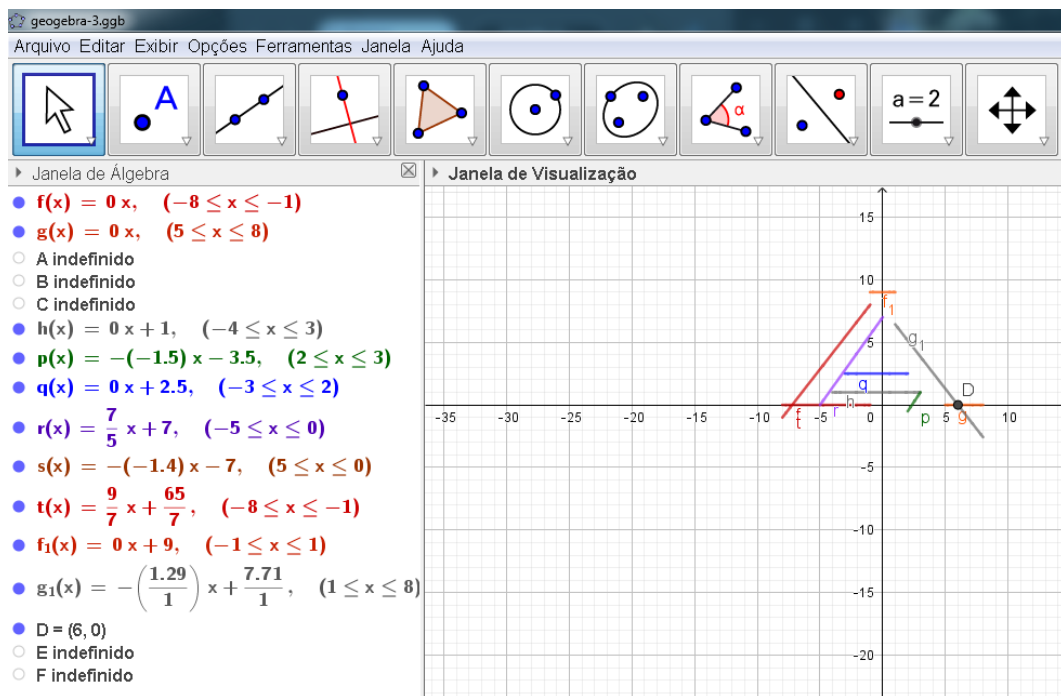 geogebra-3.ggb
Arquivo Editar Exibir Opções Ferramentas Janela Ajuda
A
α
a = 2
Janela de Álgebra
Janela de Visualização
f(x) = 0 x, (−8 ≤ x ≤ −1)
g(x) = 0 x, (5 ≤ x ≤ 8)
A indefinido
B indefinido
C indefinido
h(x) = 0 x + 1, (−4 ≤ x ≤ 3)
p(x) = −(−1.5) x − 3.5, (2 ≤ x ≤ 3)
q(x) = 0 x + 2.5, (−3 ≤ x ≤ 2)
r(x) = 7/5 x + 7, (−5 ≤ x ≤ 0)
s(x) = −(−1.4) x − 7, (5 ≤ x ≤ 0)
t(x) = 9/7 x + 65/7, (−8 ≤ x ≤ −1)
f₁(x) = 0 x + 9, (−1 ≤ x ≤ 1)
g₁(x) = −(1.29/1) x + 7.71/1, (1 ≤ x ≤ 8)
D = (6, 0)
E indefinido
F indefinido
15
10
f₁
5
g₁
q
D
h
-35 -30 -25 -20 -15 -10 -5 0 5 10
f
t
r
p
g
-5
-10
-15
-20